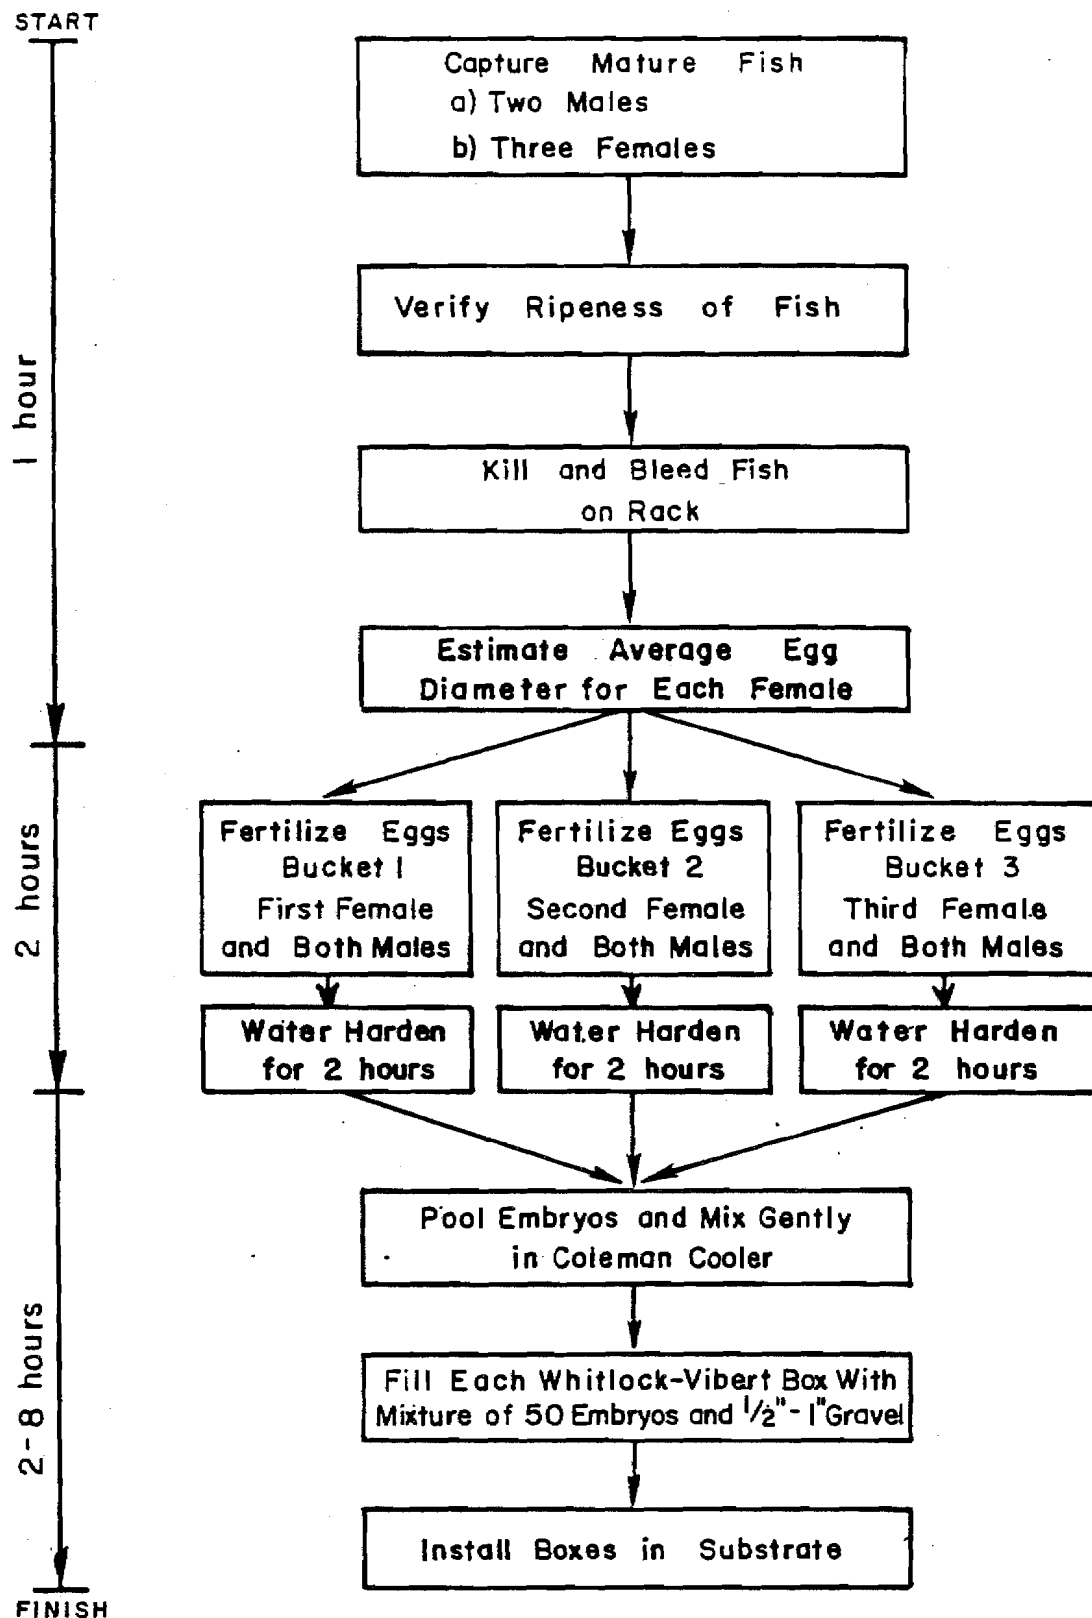 START
Capture Mature Fish
a) Two Males
b) Three Females
Verify Ripeness of Fish
1 hour
Kill and Bleed Fish
on Rack
Estimate Average Egg
Diameter for Each Female
2 hours
Fertilize Eggs
Bucket 1
First Female
and Both Males
Fertilize Eggs
Bucket 2
Second Female
and Both Males
Fertilize Eggs
Bucket 3
Third Female
and Both Males
Water Harden
for 2 hours
Water Harden
for 2 hours
Water Harden
for 2 hours
2-8 hours
Pool Embryos and Mix Gently
in Coleman Cooler
Fill Each Whitlock-Vibert Box With
Mixture of 50 Embryos and 1/2"-1" Gravel
Install Boxes in Substrate
FINISH